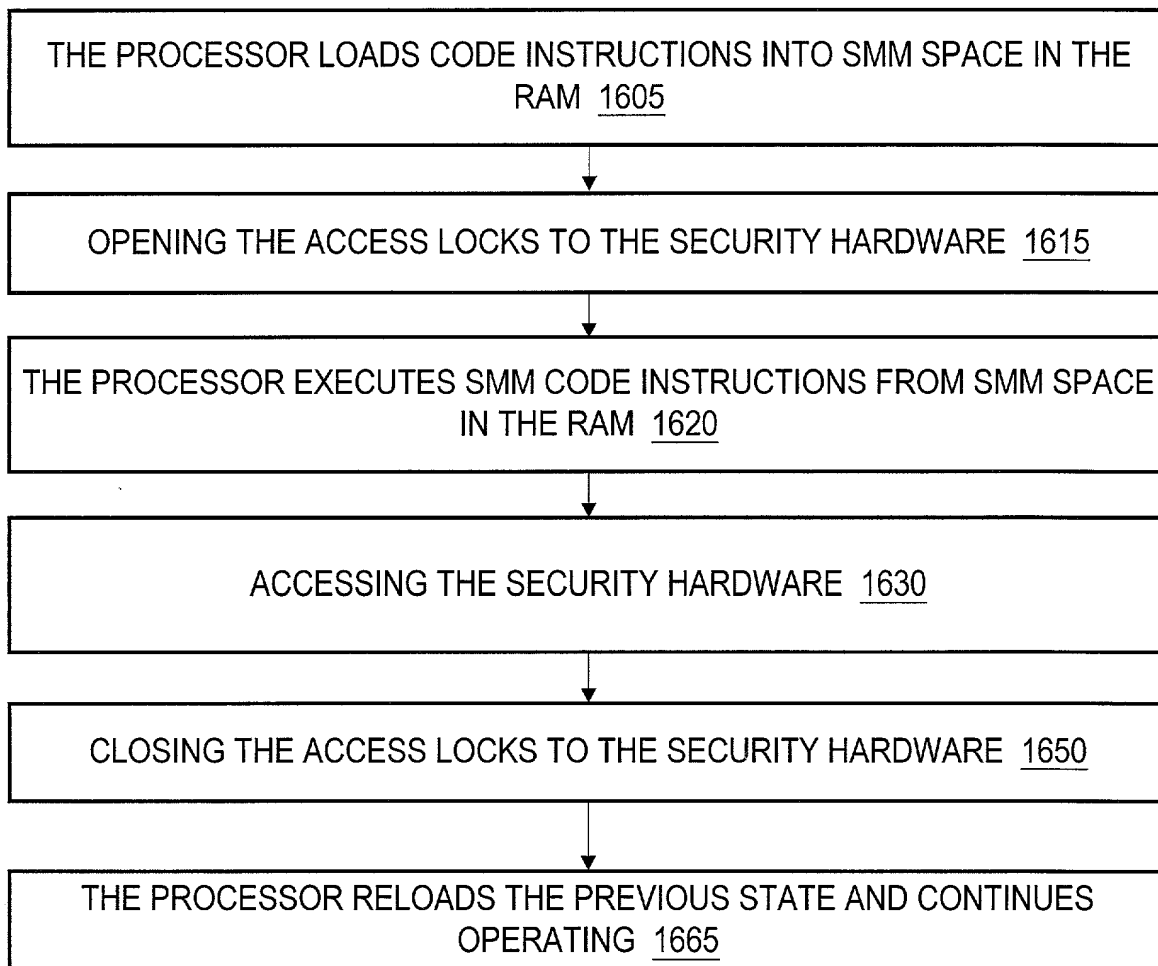 THE PROCESSOR LOADS CODE INSTRUCTIONS INTO SMM SPACE IN THE
RAM 1605
OPENING THE ACCESS LOCKS TO THE SECURITY HARDWARE 1615
THE PROCESSOR EXECUTES SMM CODE INSTRUCTIONS FROM SMM SPACE
IN THE RAM 1620
ACCESSING THE SECURITY HARDWARE 1630
CLOSING THE ACCESS LOCKS TO THE SECURITY HARDWARE 1650
THE PROCESSOR RELOADS THE PREVIOUS STATE AND CONTINUES
OPERATING 1665